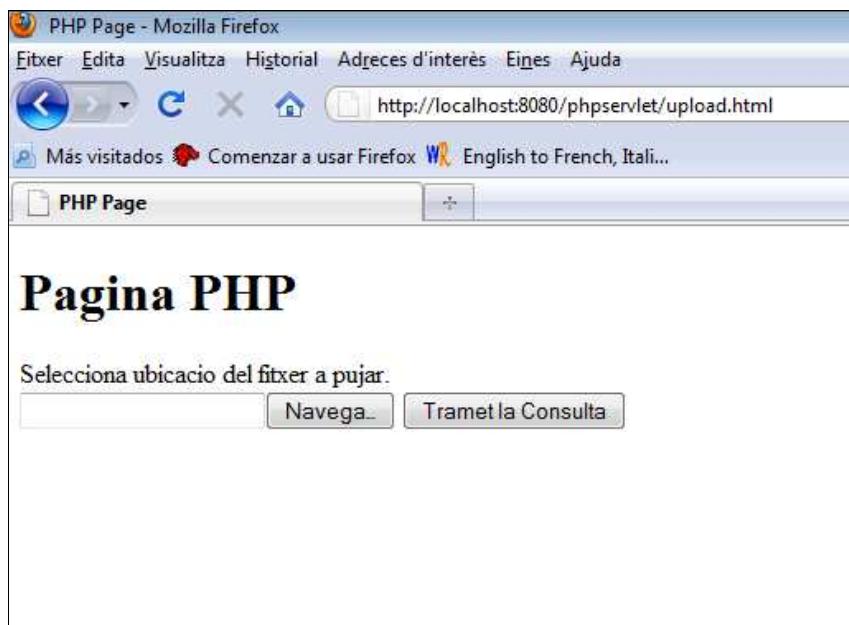 PHP Page - Mozilla Firefox
Fitxer Edita Visualitza Historial Adreces d'interès Eines Ajuda
http://localhost:8080/phpservlet/upload.html
Más visitados Comenzar a usar Firefox WR English to French, Itali...
PHP Page
Pagina PHP
Selecciona ubicacio del fitxer a pujar.
Navega... Tramet la Consulta